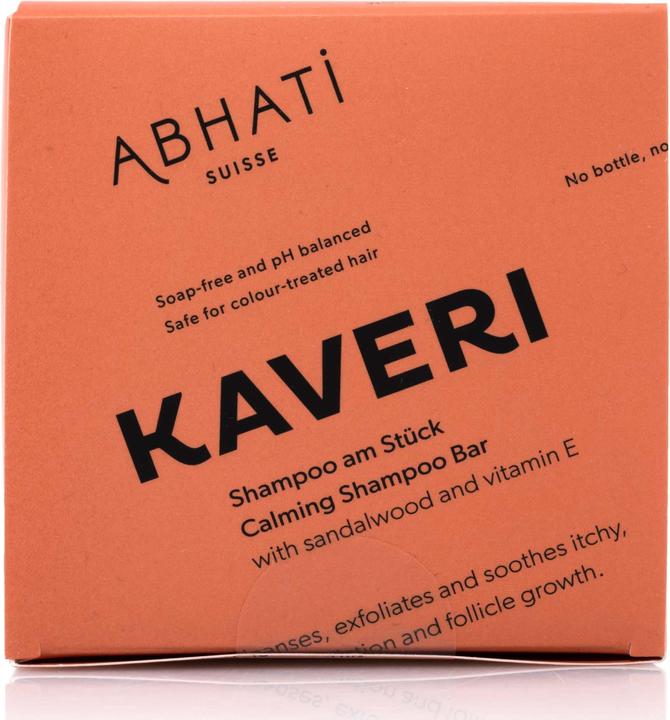 ABHATI
SUISSE
No bottle, no
Soap-free and pH balanced
Safe for colour-treated hair
KAVERI
Shampoo am Stück
Calming Shampoo Bar
with sandalwood and vitamin E
exfoliates and soothes itchy,
and follicle growth.